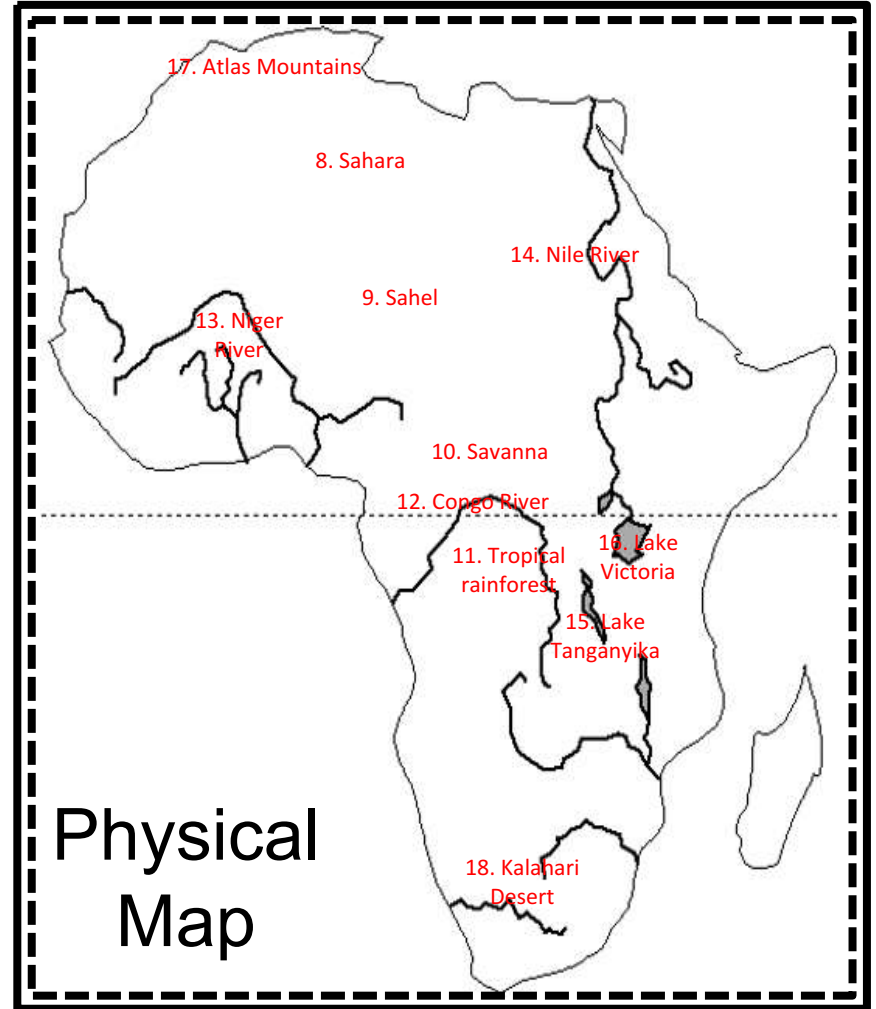 17. Atlas Mountains
8. Sahara
14. Nile River
9. Sahel
13. Niger
River
10. Savanna
12. Congo River
11. Tropical
rainforest
16. Lake
Victoria
15. Lake
Tanganyika
18. Kalahari
Desert
Physical
Map